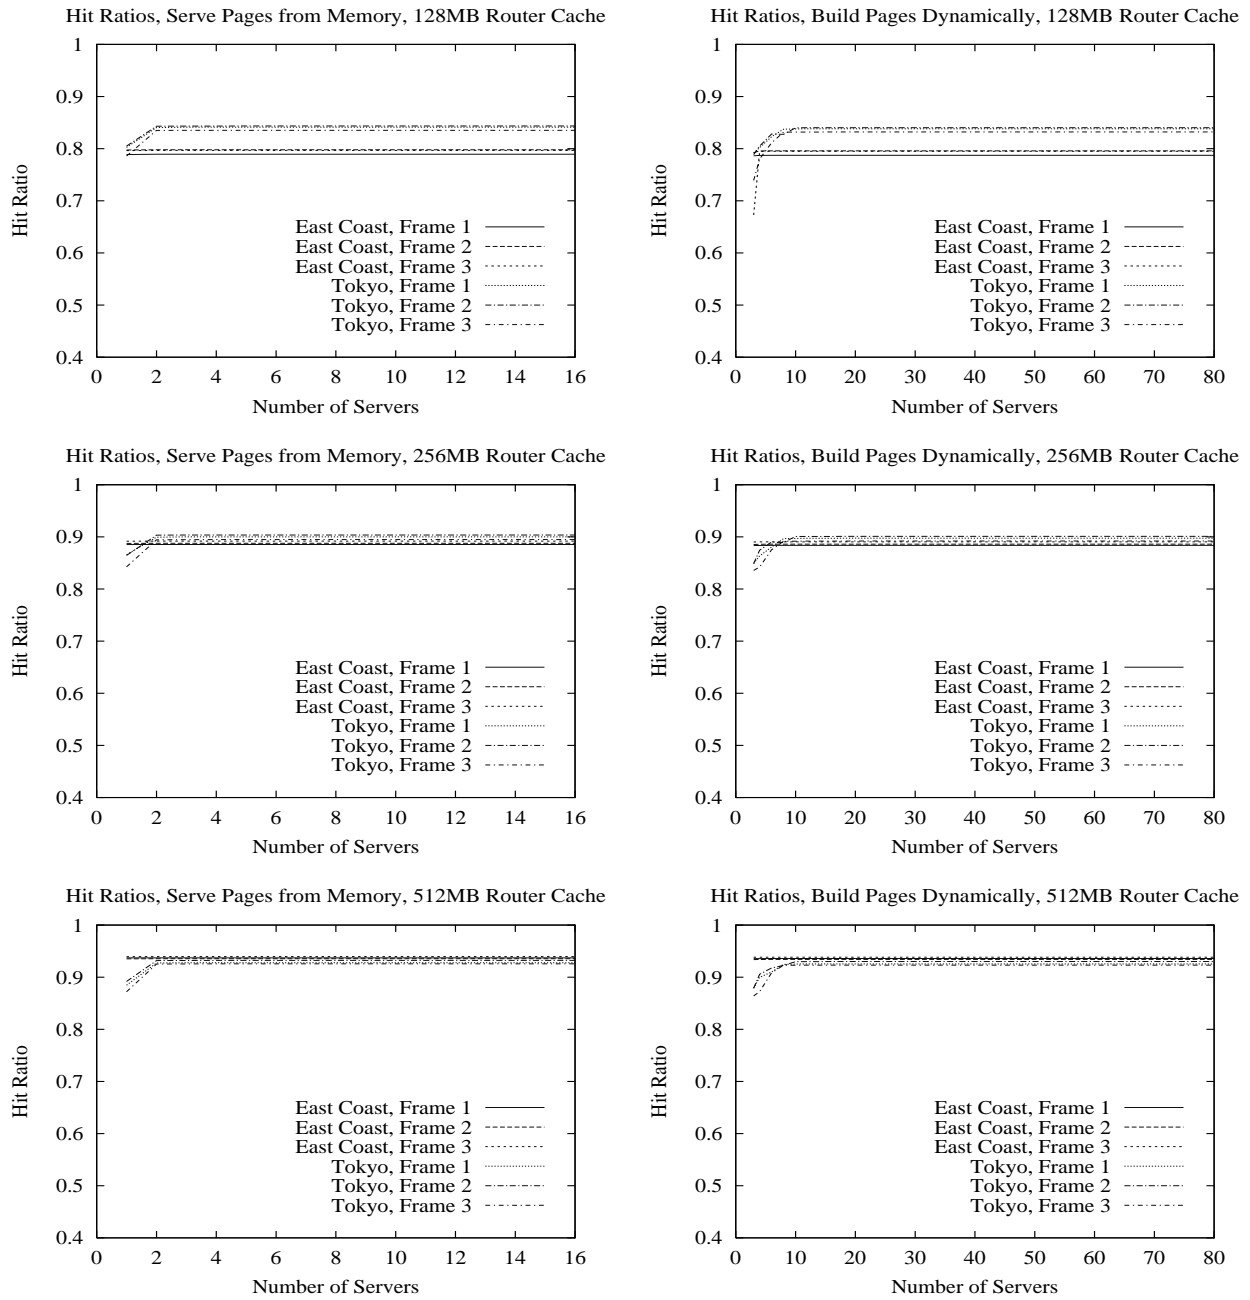 Hit Ratios, Serve Pages from Memory, 128MB Router Cache
1
0.9
0.8
0.7
0.6
0.5
0.4
Hit Ratio
East Coast, Frame 1
East Coast, Frame 2
East Coast, Frame 3
Tokyo, Frame 1
Tokyo, Frame 2
Tokyo, Frame 3
0 2 4 6 8 10 12 14 16
Number of Servers
Hit Ratios, Build Pages Dynamically, 128MB Router Cache
1
0.9
0.8
0.7
0.6
0.5
0.4
Hit Ratio
East Coast, Frame 1
East Coast, Frame 2
East Coast, Frame 3
Tokyo, Frame 1
Tokyo, Frame 2
Tokyo, Frame 3
0 10 20 30 40 50 60 70 80
Number of Servers
Hit Ratios, Serve Pages from Memory, 256MB Router Cache
1
0.9
0.8
0.7
0.6
0.5
0.4
Hit Ratio
East Coast, Frame 1
East Coast, Frame 2
East Coast, Frame 3
Tokyo, Frame 1
Tokyo, Frame 2
Tokyo, Frame 3
0 2 4 6 8 10 12 14 16
Number of Servers
Hit Ratios, Build Pages Dynamically, 256MB Router Cache
1
0.9
0.8
0.7
0.6
0.5
0.4
Hit Ratio
East Coast, Frame 1
East Coast, Frame 2
East Coast, Frame 3
Tokyo, Frame 1
Tokyo, Frame 2
Tokyo, Frame 3
0 10 20 30 40 50 60 70 80
Number of Servers
Hit Ratios, Serve Pages from Memory, 512MB Router Cache
1
0.9
0.8
0.7
0.6
0.5
0.4
Hit Ratio
East Coast, Frame 1
East Coast, Frame 2
East Coast, Frame 3
Tokyo, Frame 1
Tokyo, Frame 2
Tokyo, Frame 3
0 2 4 6 8 10 12 14 16
Number of Servers
Hit Ratios, Build Pages Dynamically, 512MB Router Cache
1
0.9
0.8
0.7
0.6
0.5
0.4
Hit Ratio
East Coast, Frame 1
East Coast, Frame 2
East Coast, Frame 3
Tokyo, Frame 1
Tokyo, Frame 2
Tokyo, Frame 3
0 10 20 30 40 50 60 70 80
Number of Servers